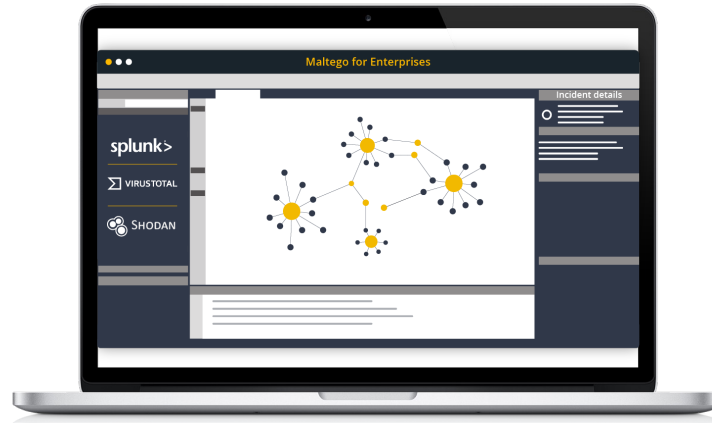 Maltego for Enterprises
Incident details
splunk>
VIRUSTOTAL
SHODAN